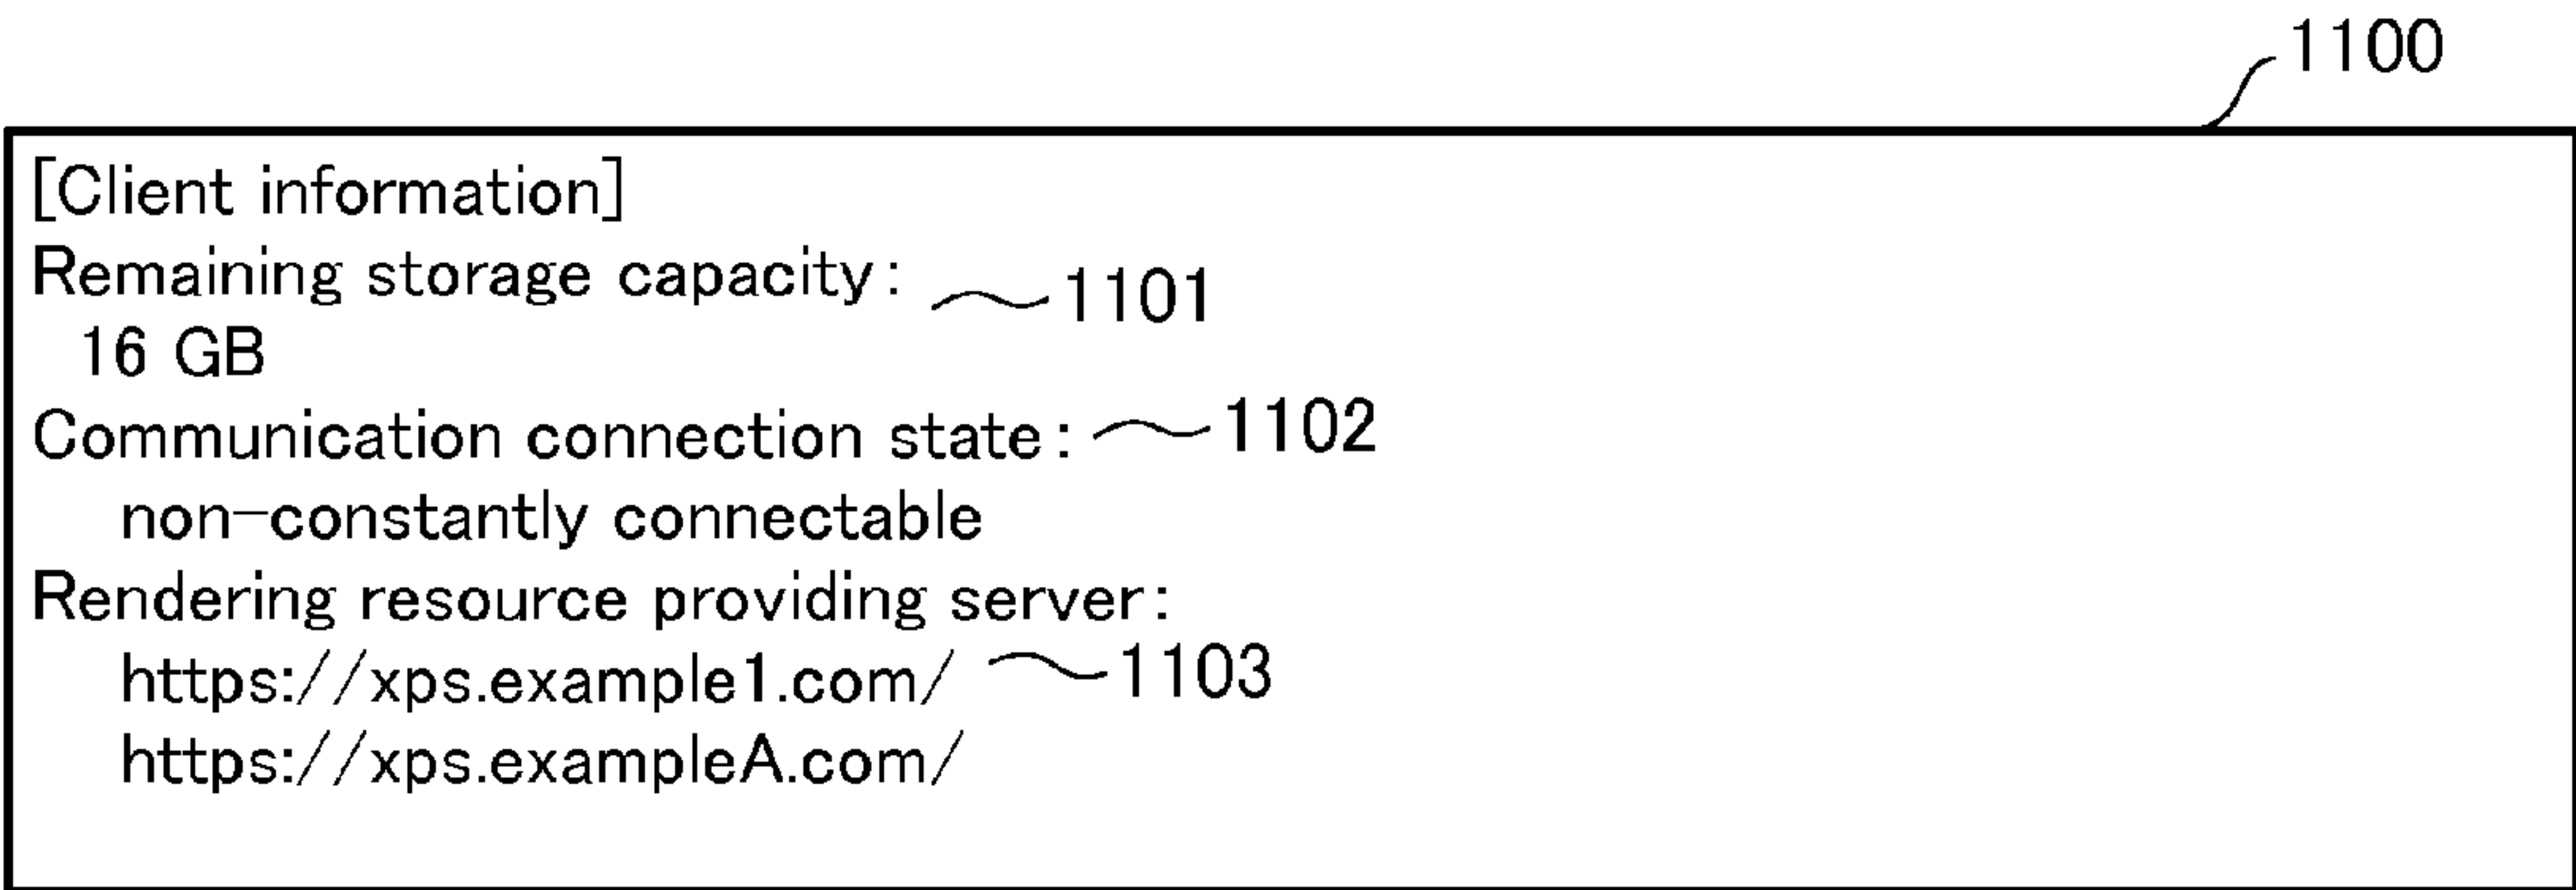 1100
[Client information]
Remaining storage capacity: 1101
16 GB
Communication connection state: 1102
non-constantly connectable
Rendering resource providing server:
https://xps.example1.com/ 1103
https://xps.exampleA.com/